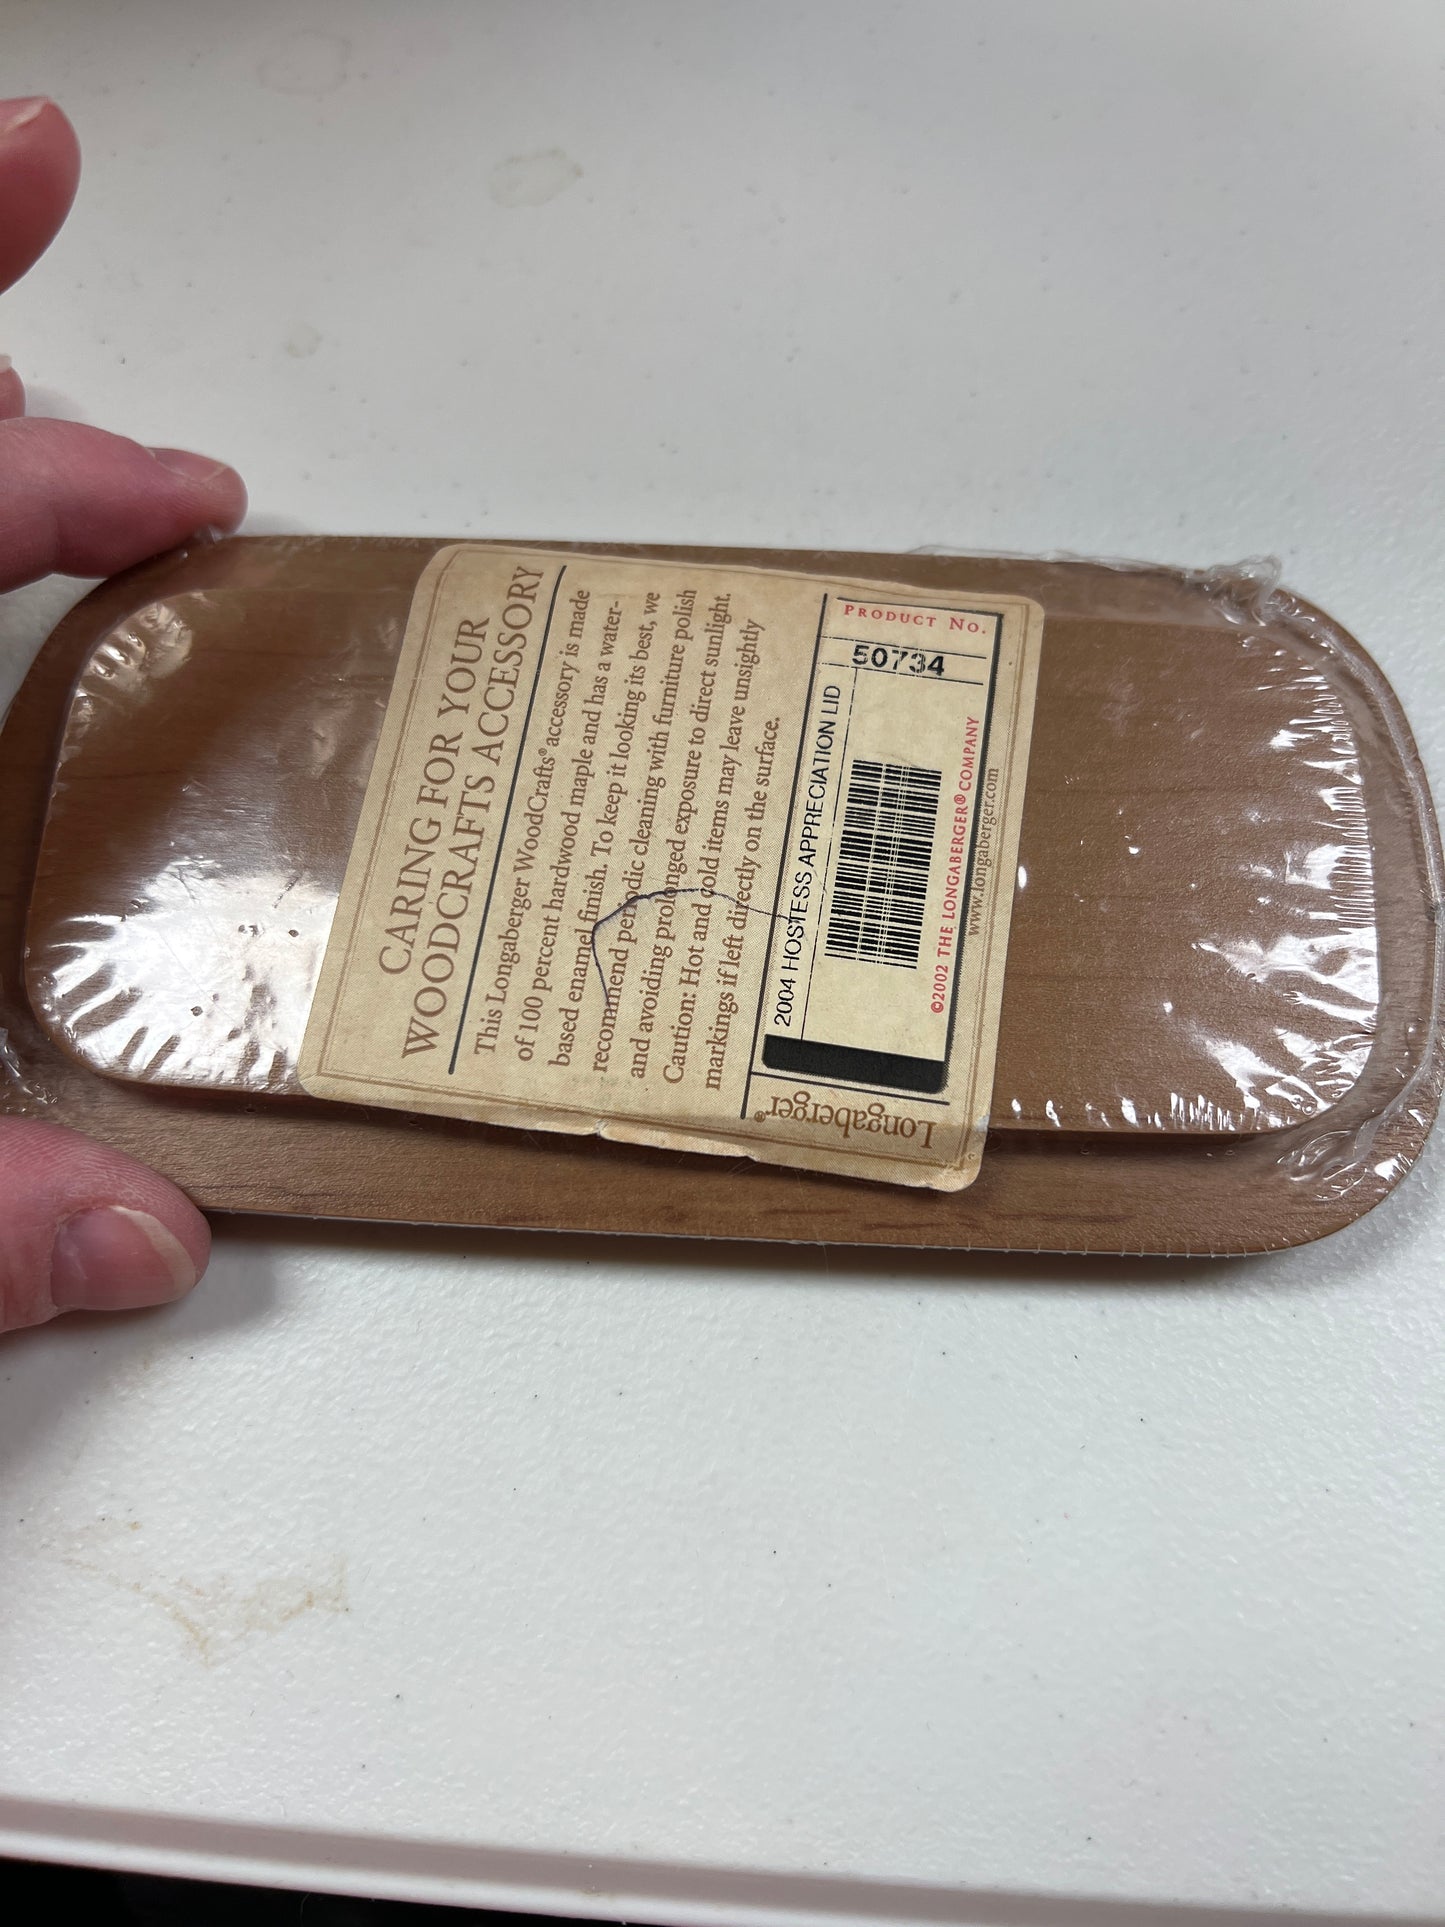 CARING FOR YOUR
WOODCRAFTS ACCESSORY
This Longaberger WoodCrafts® accessory is made
of 100 percent hardwood maple and has a water-
based enamel finish. To keep it looking its best, we
recommend periodic cleaning with furniture polish
and avoiding prolonged exposure to direct sunlight.
Caution: Hot and cold items may leave unsightly
markings if left directly on the surface.
PRODUCT NO.
50734
2004 HOSTESS APPRECIATION LID
©2002 THE LONGABERGER® COMPANY
www.longaberger.com
Longaberger®